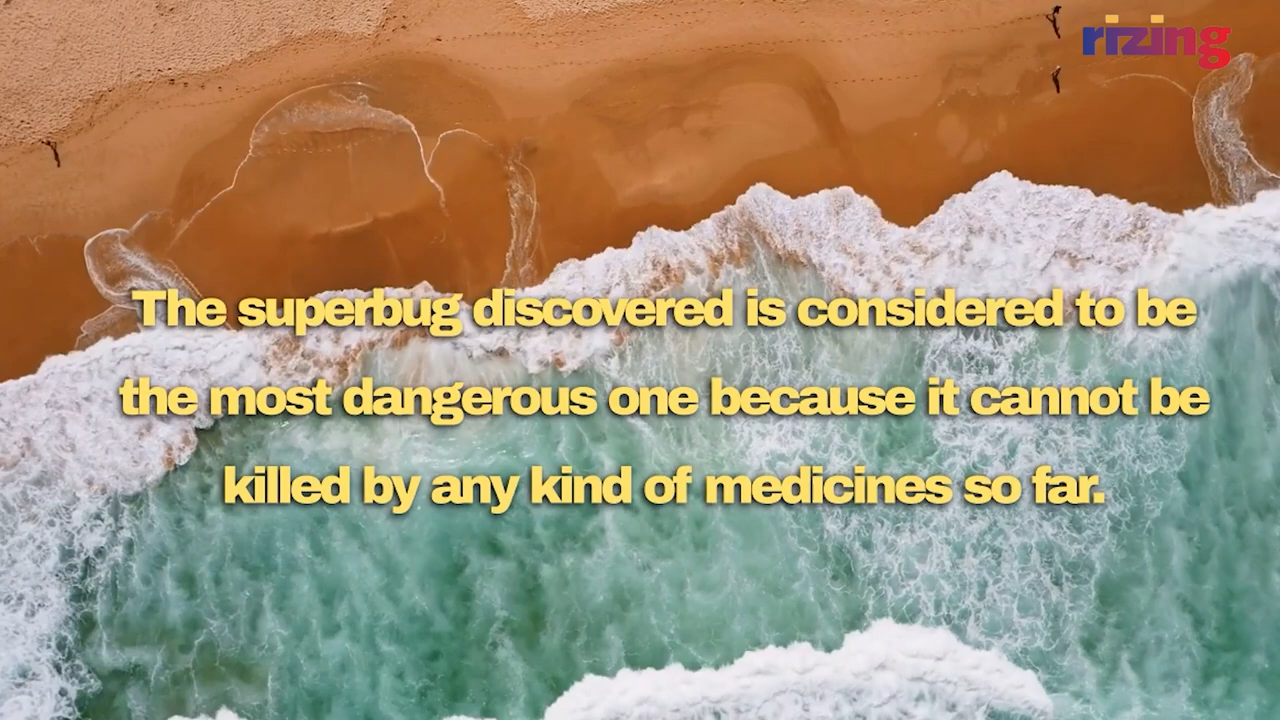 rizing
The superbug discovered is considered to be
the most dangerous one because it cannot be
killed by any kind of medicines so far.